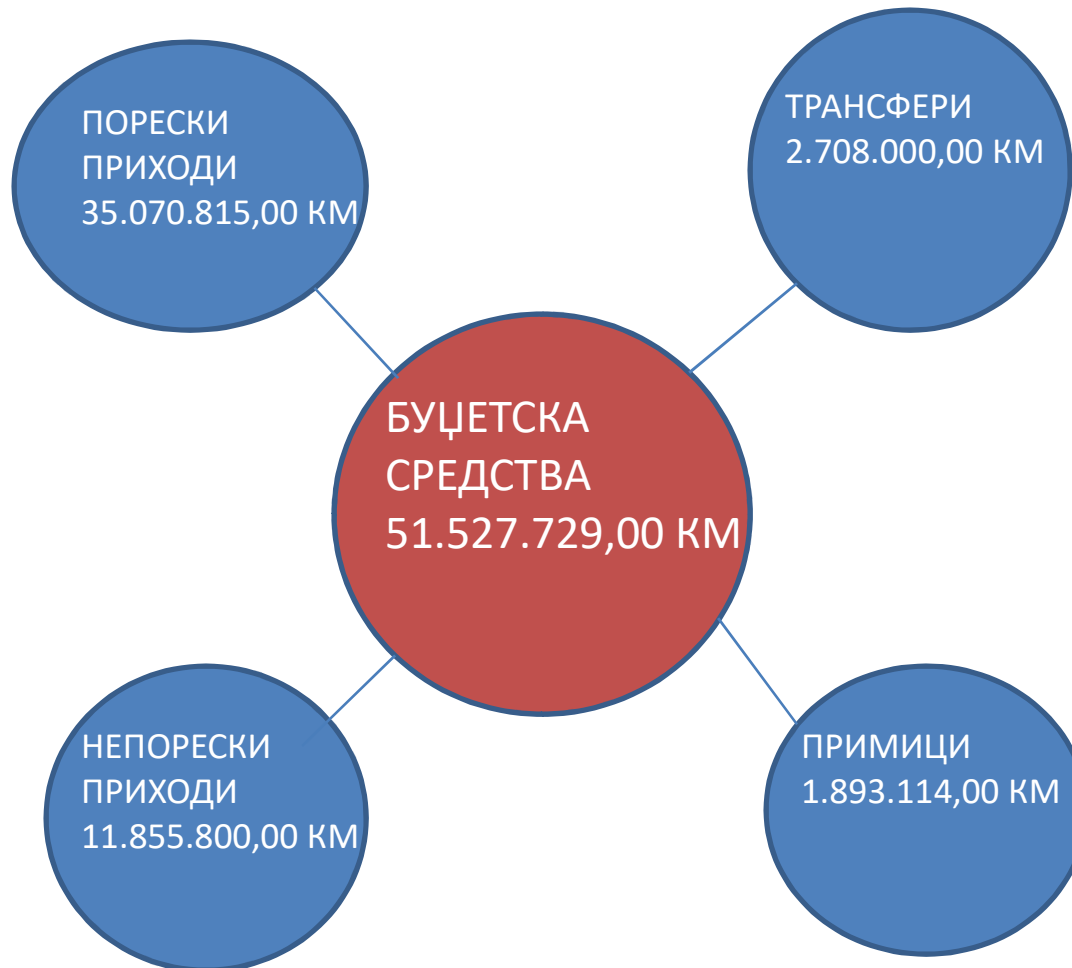 ПОРЕСКИ
ПРИХОДИ
35.070.815,00 КМ
ТРАНСФЕРИ
2.708.000,00 КМ
БУЏЕТСКА
СРЕДСТВА
51.527.729,00 КМ
НЕПОРЕСКИ
ПРИХОДИ
11.855.800,00 КМ
ПРИМИЦИ
1.893.114,00 КМ